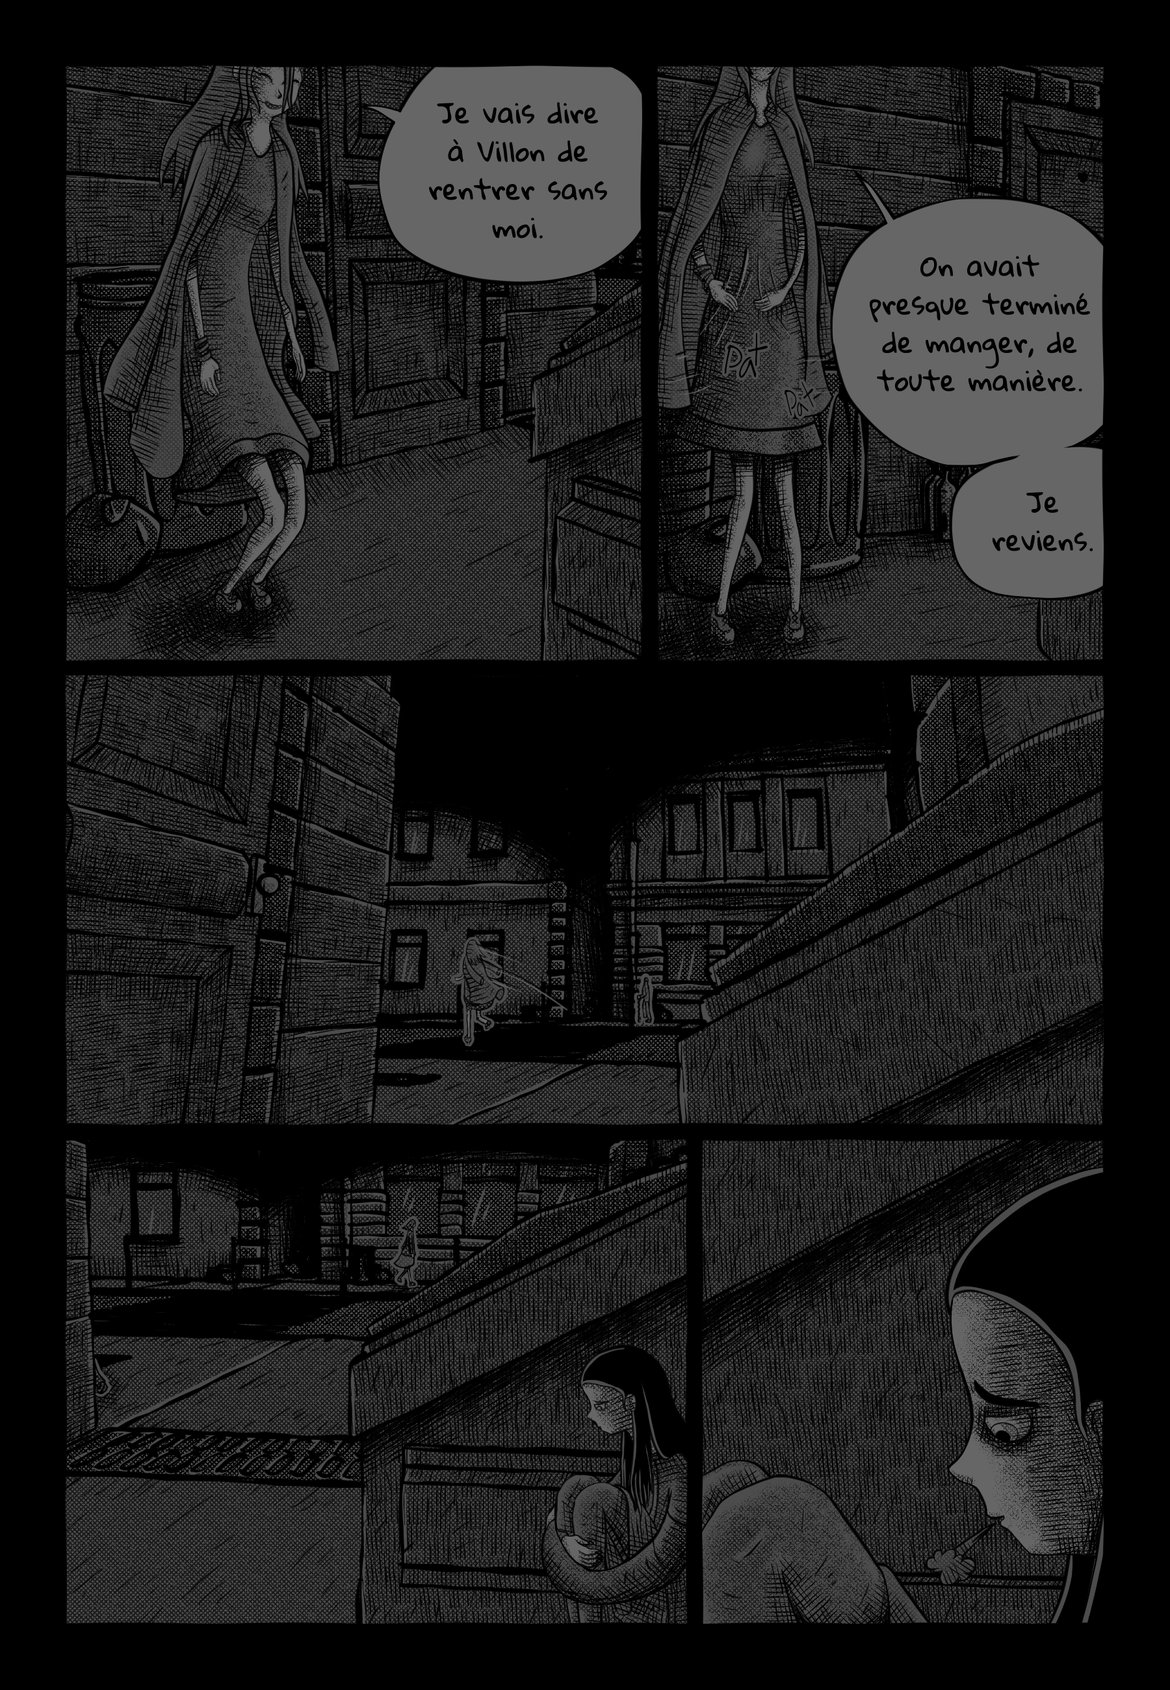 Je vais dire
à Villon de
rentrer sans
moi.
On avait
presque terminé
de manger, de
toute manière.
Je
reviens.
Pat
Pat